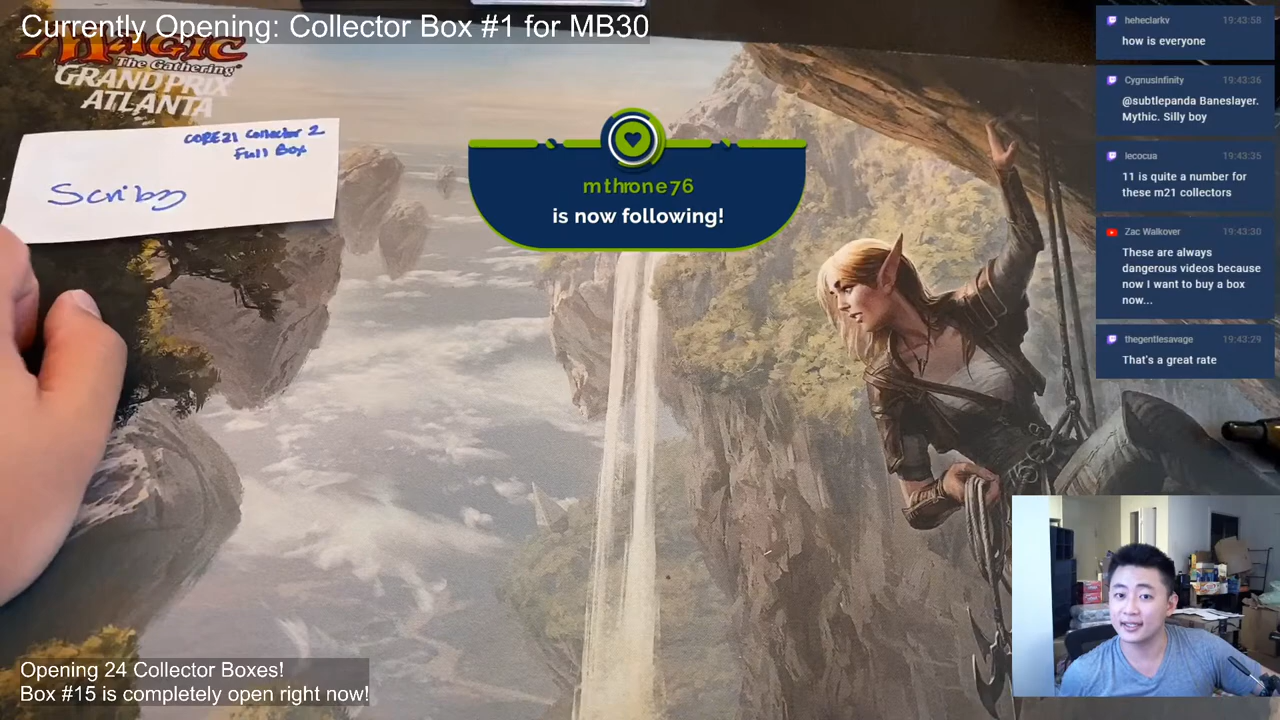 Currently Opening: Collector Box #1 for MB30
MAGIC
The Gathering
GRAND PRIX
ATLANTA
CORE21 Collector 2
Full Box
Scribz
mthrone76
is now following!
heheclarkv 19:43:58
how is everyone
CygnusInfinity 19:43:36
@subtlepanda Baneslayer.
Mythic. Silly boy
lecocua 19:43:35
11 is quite a number for
these m21 collectors
Zac Walkover 19:43:30
These are always
dangerous videos because
now I want to buy a box
now...
thegentlesavage 19:43:29
That's a great rate
Opening 24 Collector Boxes!
Box #15 is completely open right now!